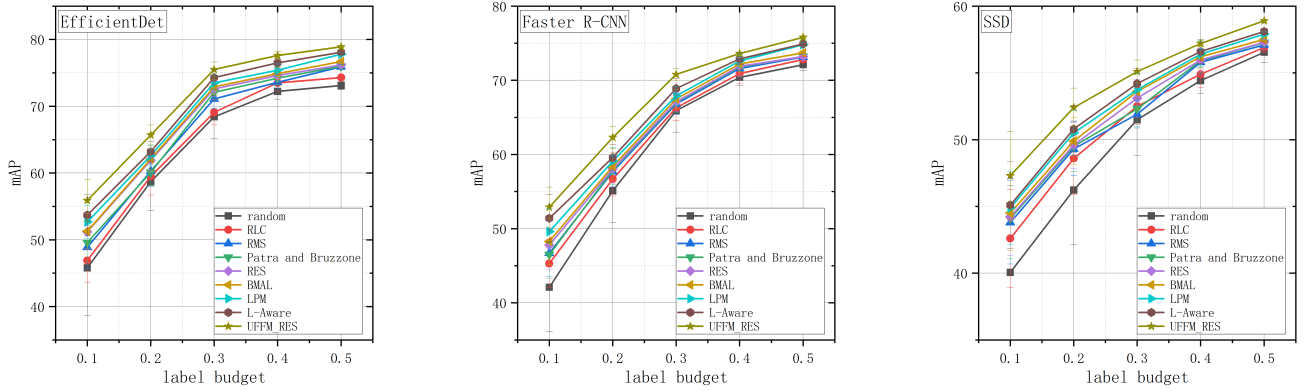 EfficientDet
80
70
60
50
40
mAP
0.1 0.2 0.3 0.4 0.5
label budget
random
RLC
RMS
Patra and Bruzzone
RES
BMAL
LPM
L-Aware
UFFM_RES
Faster R-CNN
80
70
60
50
40
mAP
0.1 0.2 0.3 0.4 0.5
label budget
random
RLC
RMS
Patra and Bruzzone
RES
BMAL
LPM
L-Aware
UFFM_RES
SSD
60
50
40
mAP
0.1 0.2 0.3 0.4 0.5
label budget
random
RLC
RMS
Patra and Bruzzone
RES
BMAL
LPM
L-Aware
UFFM_RES